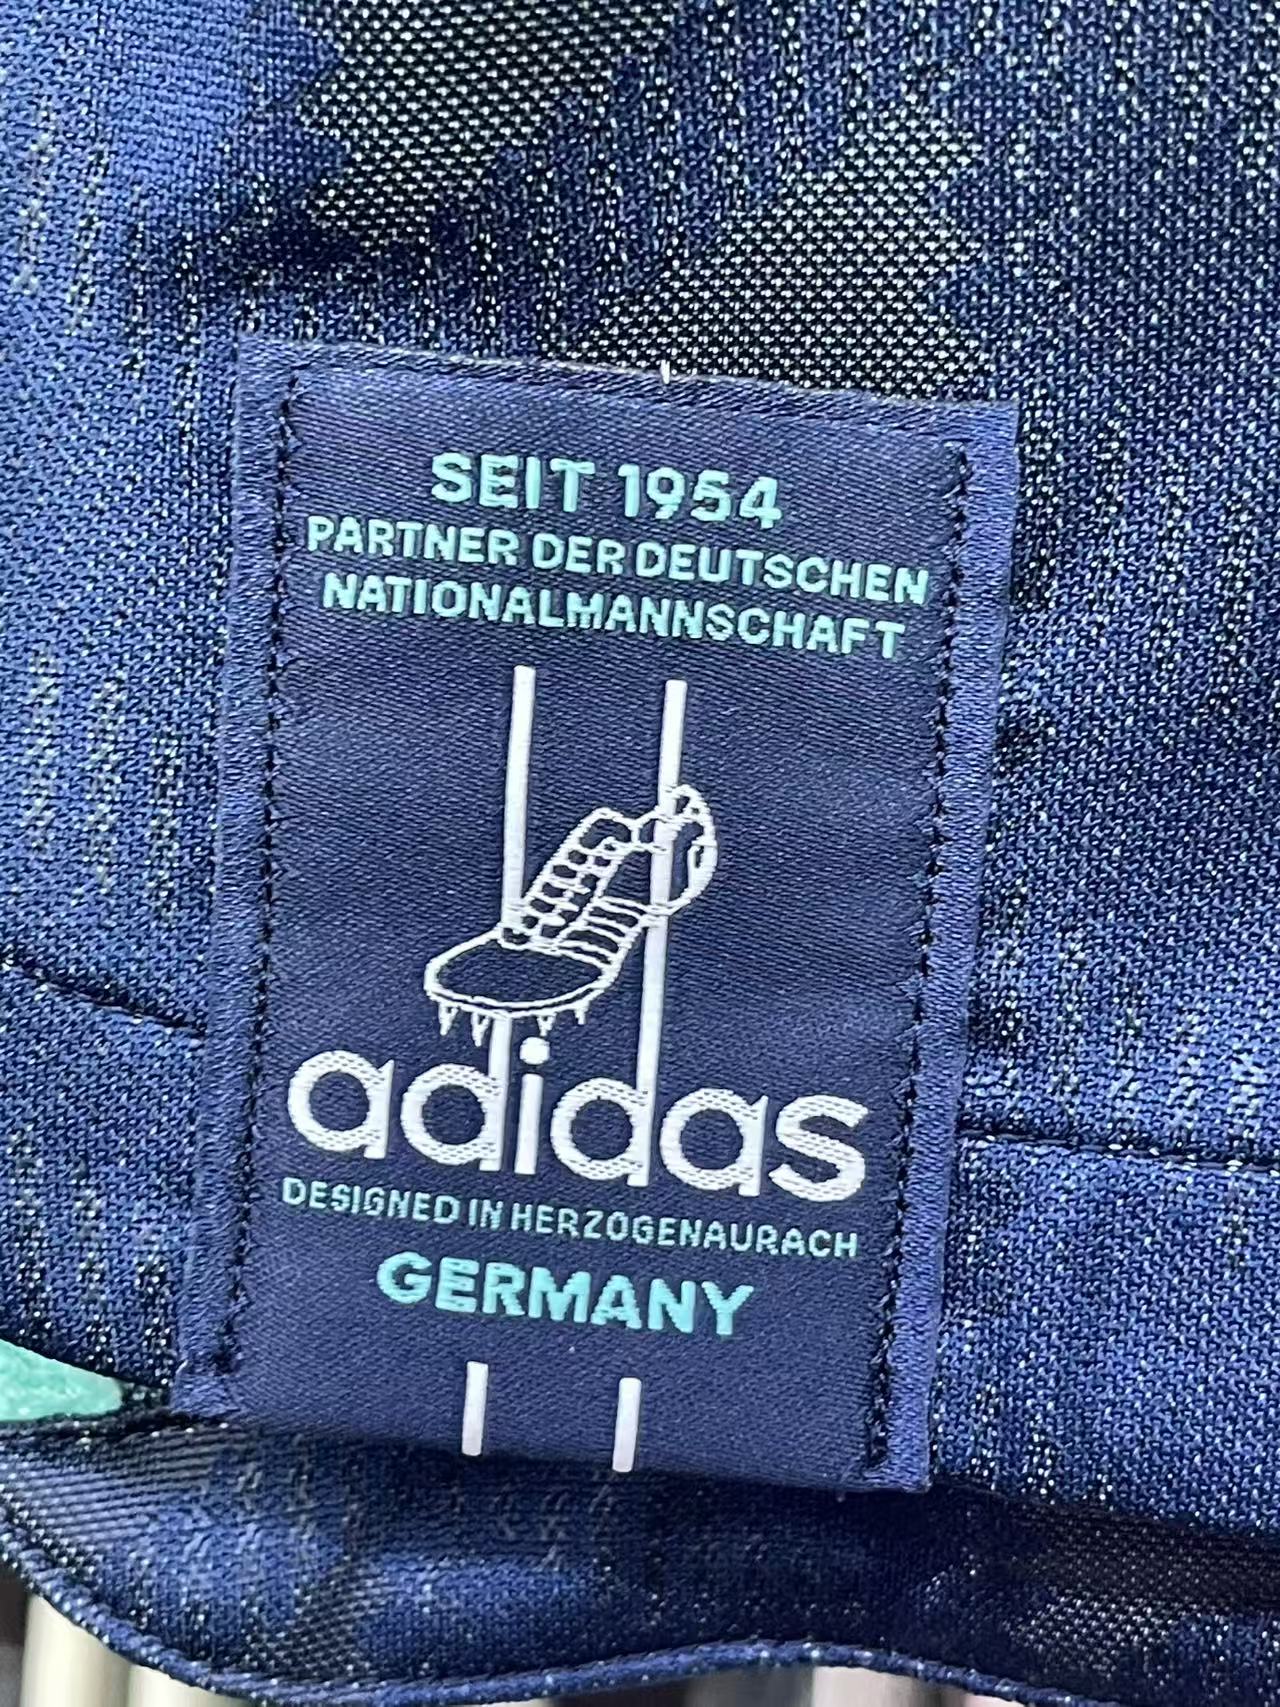 SEIT 1954
PARTNER DER DEUTSCHEN
NATIONALMANNSCHAFT
adidas
DESIGNED IN HERZOGENAURACH
GERMANY